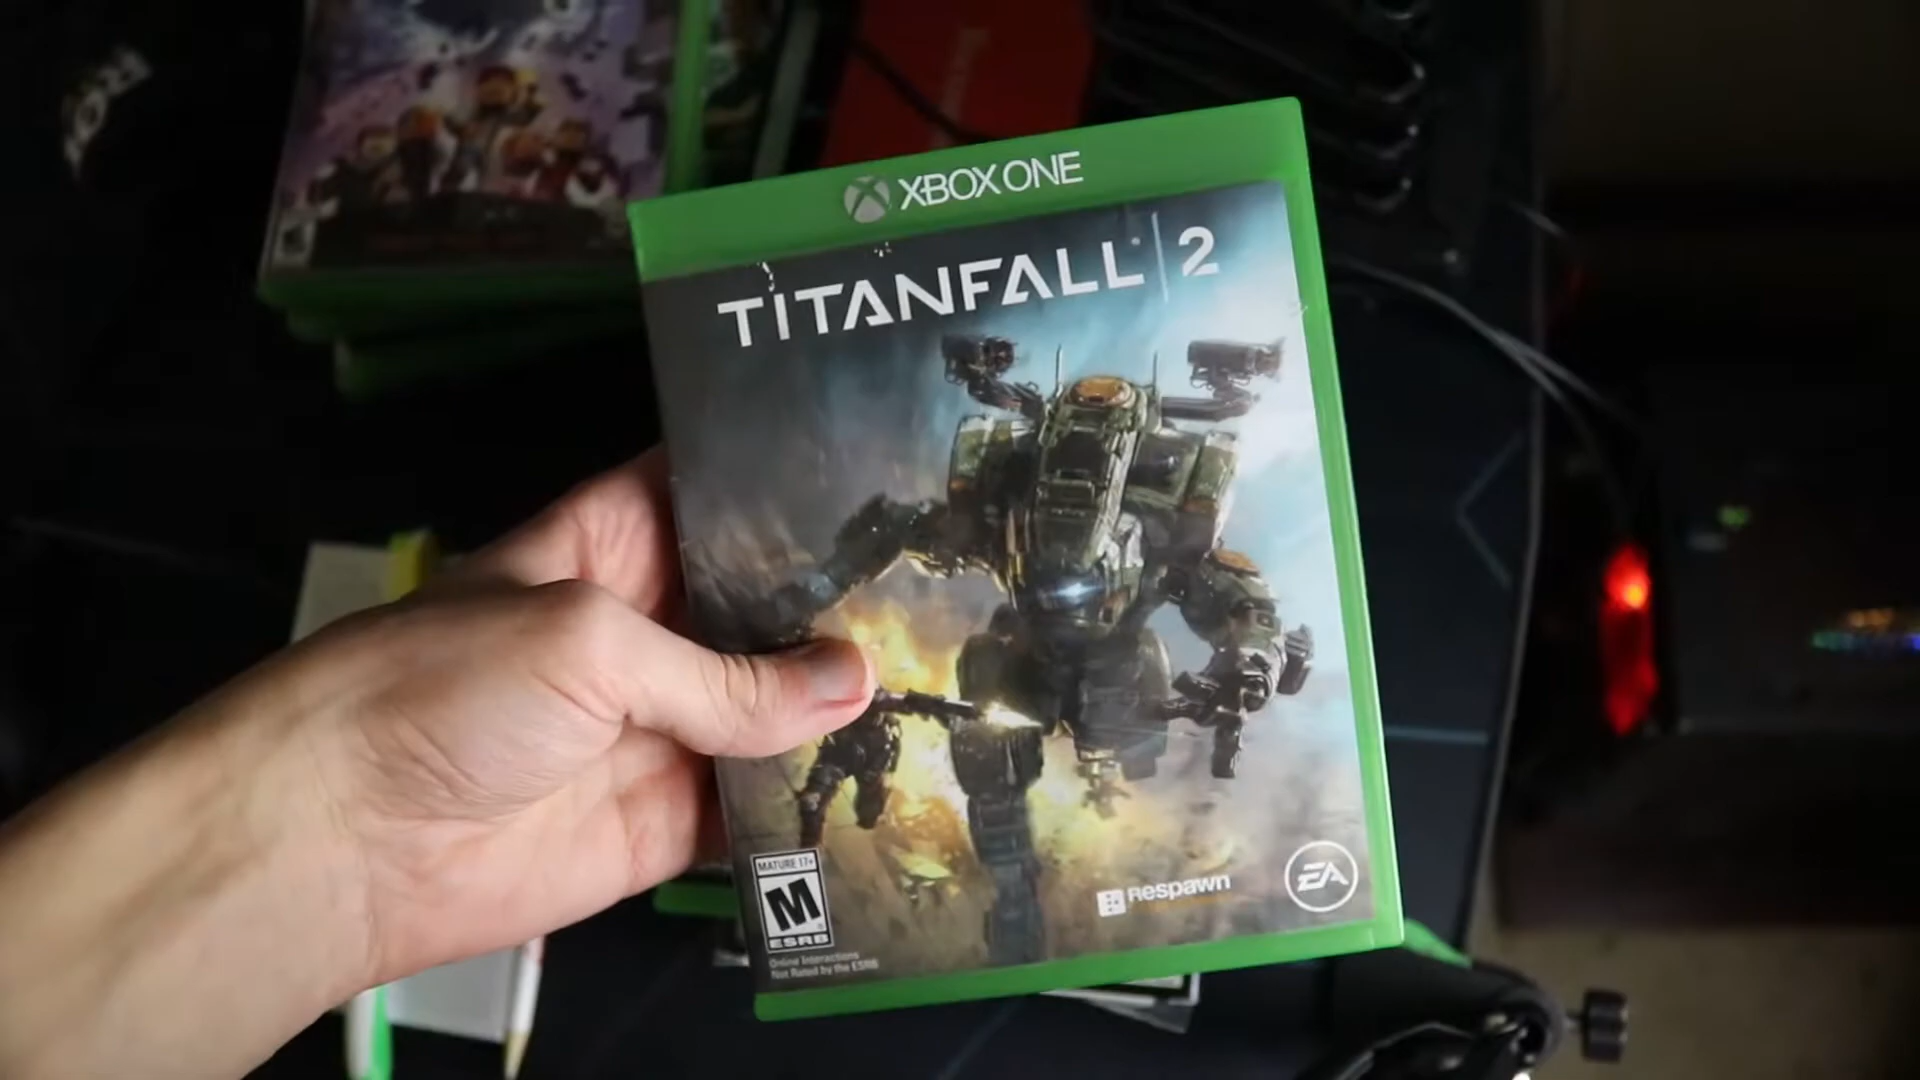 XBOX ONE
TITANFALL 2
MATURE 17+
M
ESRB
Online Interactions
Not Rated by the ESRB
Respawn
EA